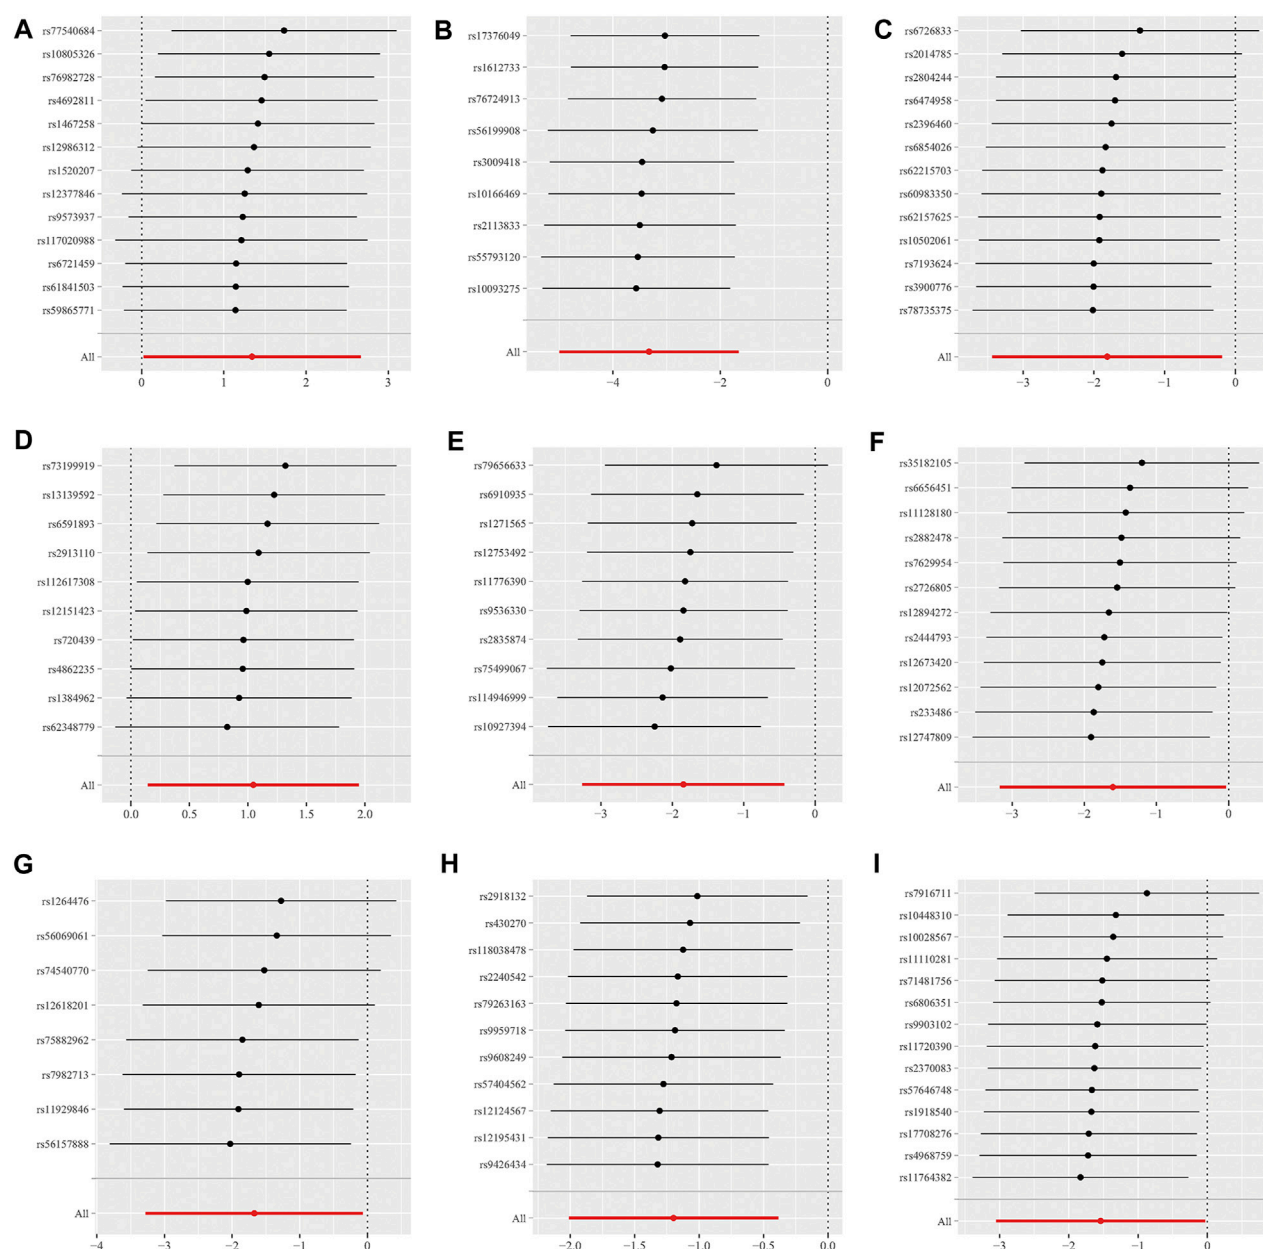 A
rs77540684
rs10805326
rs76982728
rs4692811
rs1467258
rs12986312
rs1520207
rs12377846
rs9573937
rs117020988
rs6721459
rs61841503
rs59865771
All
0 1 2 3
B
rs17376049
rs1612733
rs76724913
rs56199908
rs3009418
rs10166469
rs2113833
rs55793120
rs10093275
All
−4 −2 0
C
rs6726833
rs2014785
rs2804244
rs6474958
rs2396460
rs6854026
rs62215703
rs60983350
rs62157625
rs10502061
rs7193624
rs3900776
rs78735375
All
−3 −2 −1 0
D
rs73199919
rs13139592
rs6591893
rs2913110
rs112617308
rs12151423
rs720439
rs4862235
rs1384962
rs62348779
All
0.0 0.5 1.0 1.5 2.0
E
rs79656633
rs6910935
rs1271565
rs12753492
rs11776390
rs9536330
rs2835874
rs75499067
rs114946999
rs10927394
All
−3 −2 −1 0
F
rs35182105
rs6656451
rs11128180
rs2882478
rs7629954
rs2726805
rs12894272
rs2444793
rs12673420
rs12072562
rs233486
rs12747809
All
−3 −2 −1 0
G
rs1264476
rs56069061
rs74540770
rs12618201
rs75882962
rs7982713
rs11929846
rs56157888
All
−4 −3 −2 −1 0
H
rs2918132
rs430270
rs118038478
rs2240542
rs79263163
rs9959718
rs9608249
rs57404562
rs12124567
rs12195431
rs9426434
All
−2.0 −1.5 −1.0 −0.5 0.0
I
rs7916711
rs10448310
rs10028567
rs11110281
rs71481756
rs6806351
rs9903102
rs11720390
rs2370083
rs57646748
rs1918540
rs17708276
rs4968759
rs11764382
All
−3 −2 −1 0